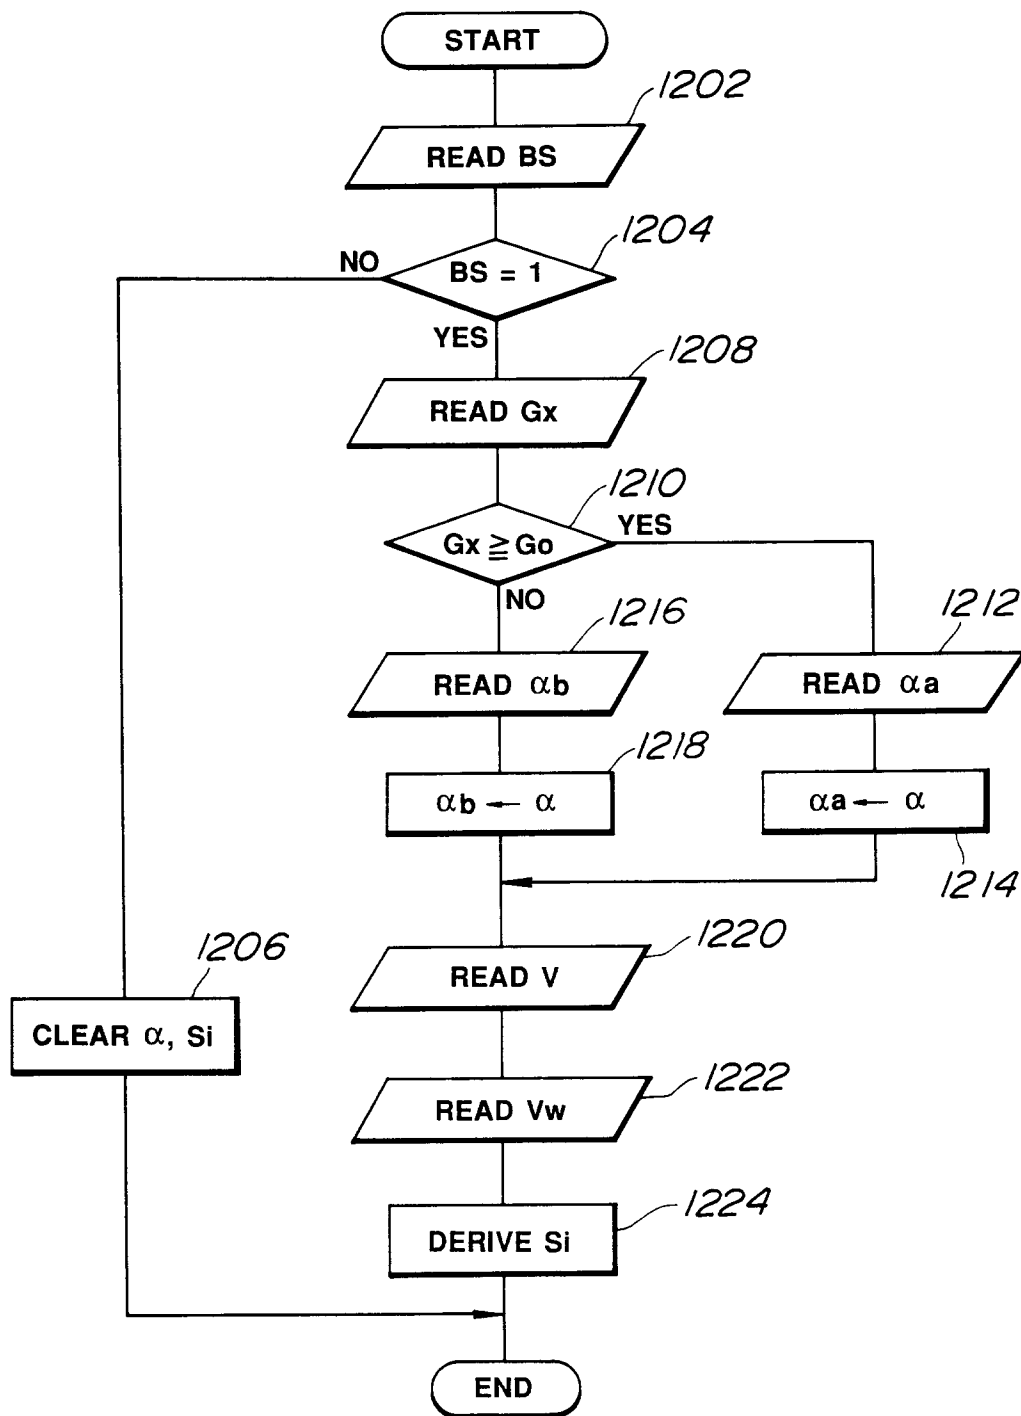 START
1202
READ BS
1204
NO
BS = 1
YES
1208
READ Gx
1210
YES
Gx ≧ Go
NO
1216
1212
READ αb
READ αa
1218
αb ← α
αa ← α
1214
1220
READ V
1206
CLEAR α, Si
1222
READ Vw
1224
DERIVE Si
END